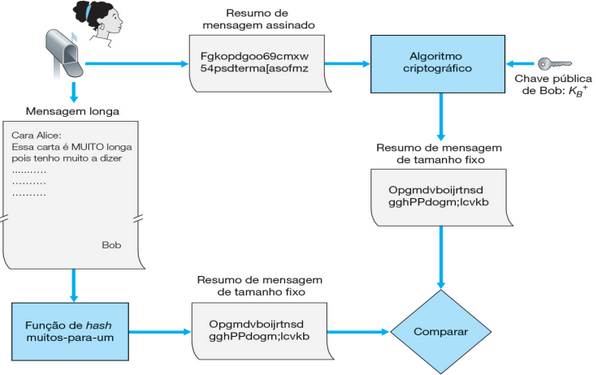 Resumo de
mensagem assinado
Fgkopdgoo69cmxw
54psdterma[asofmz
Algoritmo
criptográfico
Chave pública
de Bob: K_B^+
Mensagem longa
Cara Alice:
Essa carta é MUITO longa
pois tenho muito a dizer
..........
..........
..........
Bob
Resumo de mensagem
de tamanho fixo
Opgmdvboijrtnsd
gghPPdogm;lcvkb
Função de hash
muitos-para-um
Resumo de mensagem
de tamanho fixo
Opgmdvboijrtnsd
gghPPdogm;lcvkb
Comparar